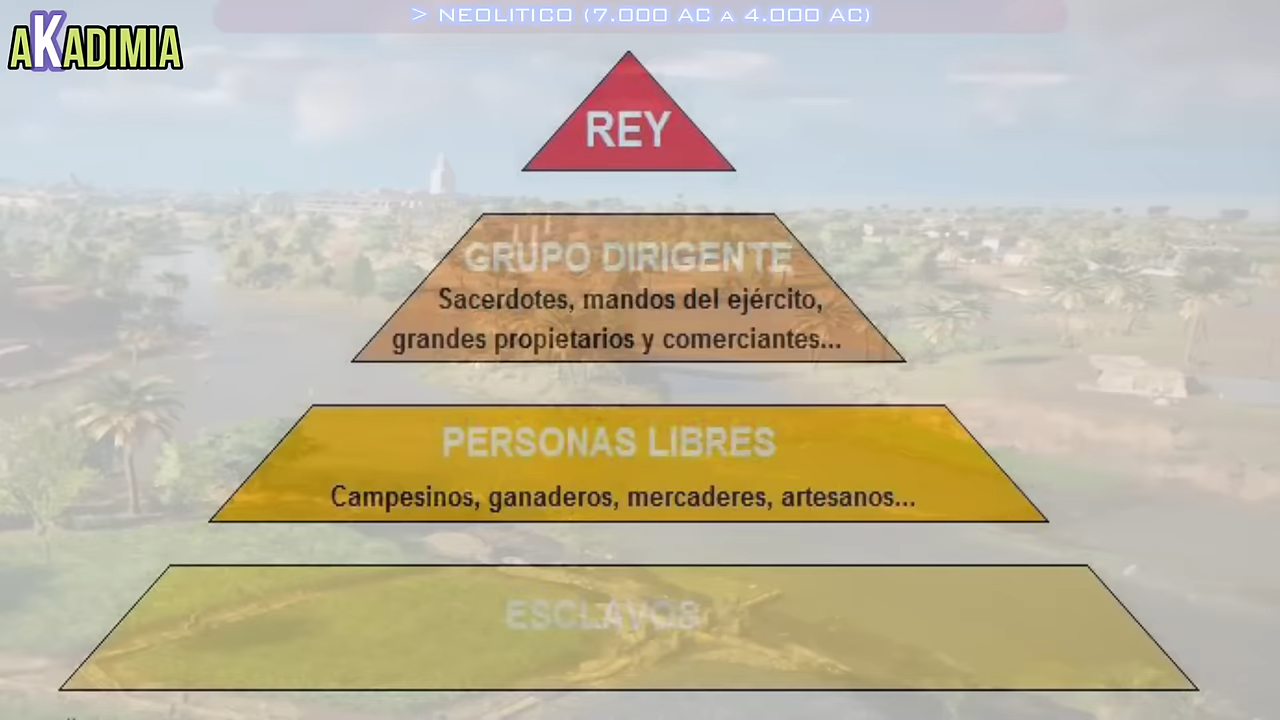 > NEOLITICO (7.000 AC a 4.000 AC)
AKADIMIA
REY
GRUPO DIRIGENTE
Sacerdotes, mandos del ejército,
grandes propietarios y comerciantes...
PERSONAS LIBRES
Campesinos, ganaderos, mercaderes, artesanos...
ESCLAVOS